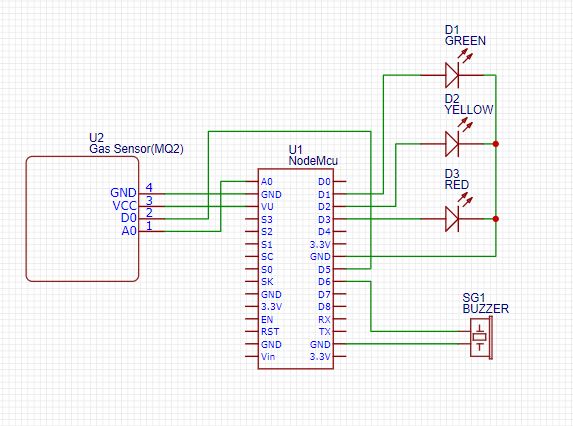 D1
GREEN
D2
YELLOW
D3
RED
U2
Gas Sensor(MQ2)
GND 4
VCC 3
D0 2
A0 1
U1
NodeMcu
A0 D0
GND D1
VU D2
S3 D3
S2 D4
S1 3.3V
SC GND
S0 D5
SK D6
GND D7
3.3V D8
EN RX
RST TX
GND GND
Vin 3.3V
SG1
BUZZER